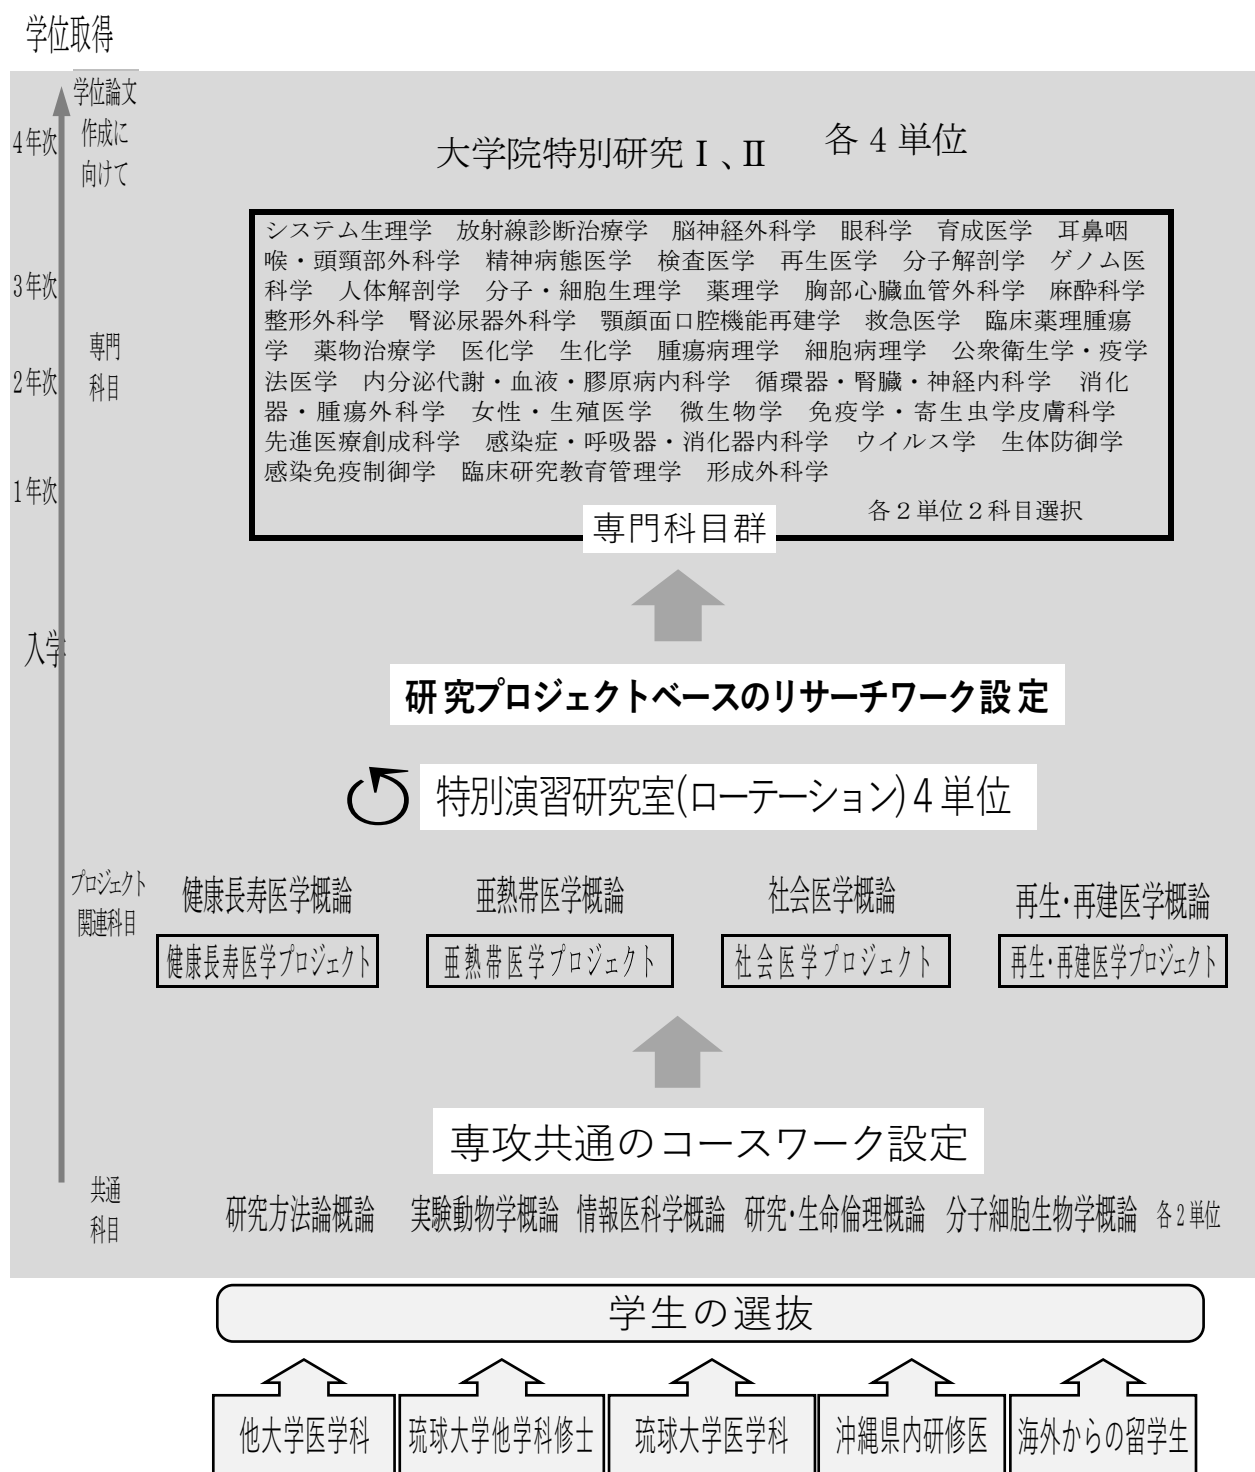 学位取得
学位論文
作成に
向けて
4年次
大学院特別研究Ⅰ、Ⅱ　各4単位
システム生理学　放射線診断治療学　脳神経外科学　眼科学　育成医学　耳鼻咽
喉・頭頸部外科学　精神病態医学　検査医学　再生医学　分子解剖学　ゲノム医
科学　人体解剖学　分子・細胞生理学　薬理学　胸部心臓血管外科学　麻酔科学
整形外科学　腎泌尿器外科学　顎顔面口腔機能再建学　救急医学　臨床薬理腫瘍
学　薬物治療学　医化学　生化学　腫瘍病理学　細胞病理学　公衆衛生学・疫学
法医学　内分泌代謝・血液・膠原病内科学　循環器・腎臓・神経内科学　消化
器・腫瘍外科学　女性・生殖医学　微生物学　免疫学・寄生虫学皮膚科学
先進医療創成科学　感染症・呼吸器・消化器内科学　ウイルス学　生体防御学
感染免疫制御学　臨床研究教育管理学　形成外科学
各2単位2科目選択
専門科目群
3年次
専門
科目
2年次
1年次
入学
研究プロジェクトベースのリサーチワーク設定
特別演習研究室(ローテーション)4単位
プロジェクト
関連科目
健康長寿医学概論　亜熱帯医学概論　社会医学概論　再生・再建医学概論
健康長寿医学プロジェクト　亜熱帯医学プロジェクト　社会医学プロジェクト　再生・再建医学プロジェクト
専攻共通のコースワーク設定
共通
科目
研究方法論概論　実験動物学概論　情報医科学概論　研究・生命倫理概論　分子細胞生物学概論　各2単位
学生の選抜
他大学医学科　琉球大学他学科修士　琉球大学医学科　沖縄県内研修医　海外からの留学生